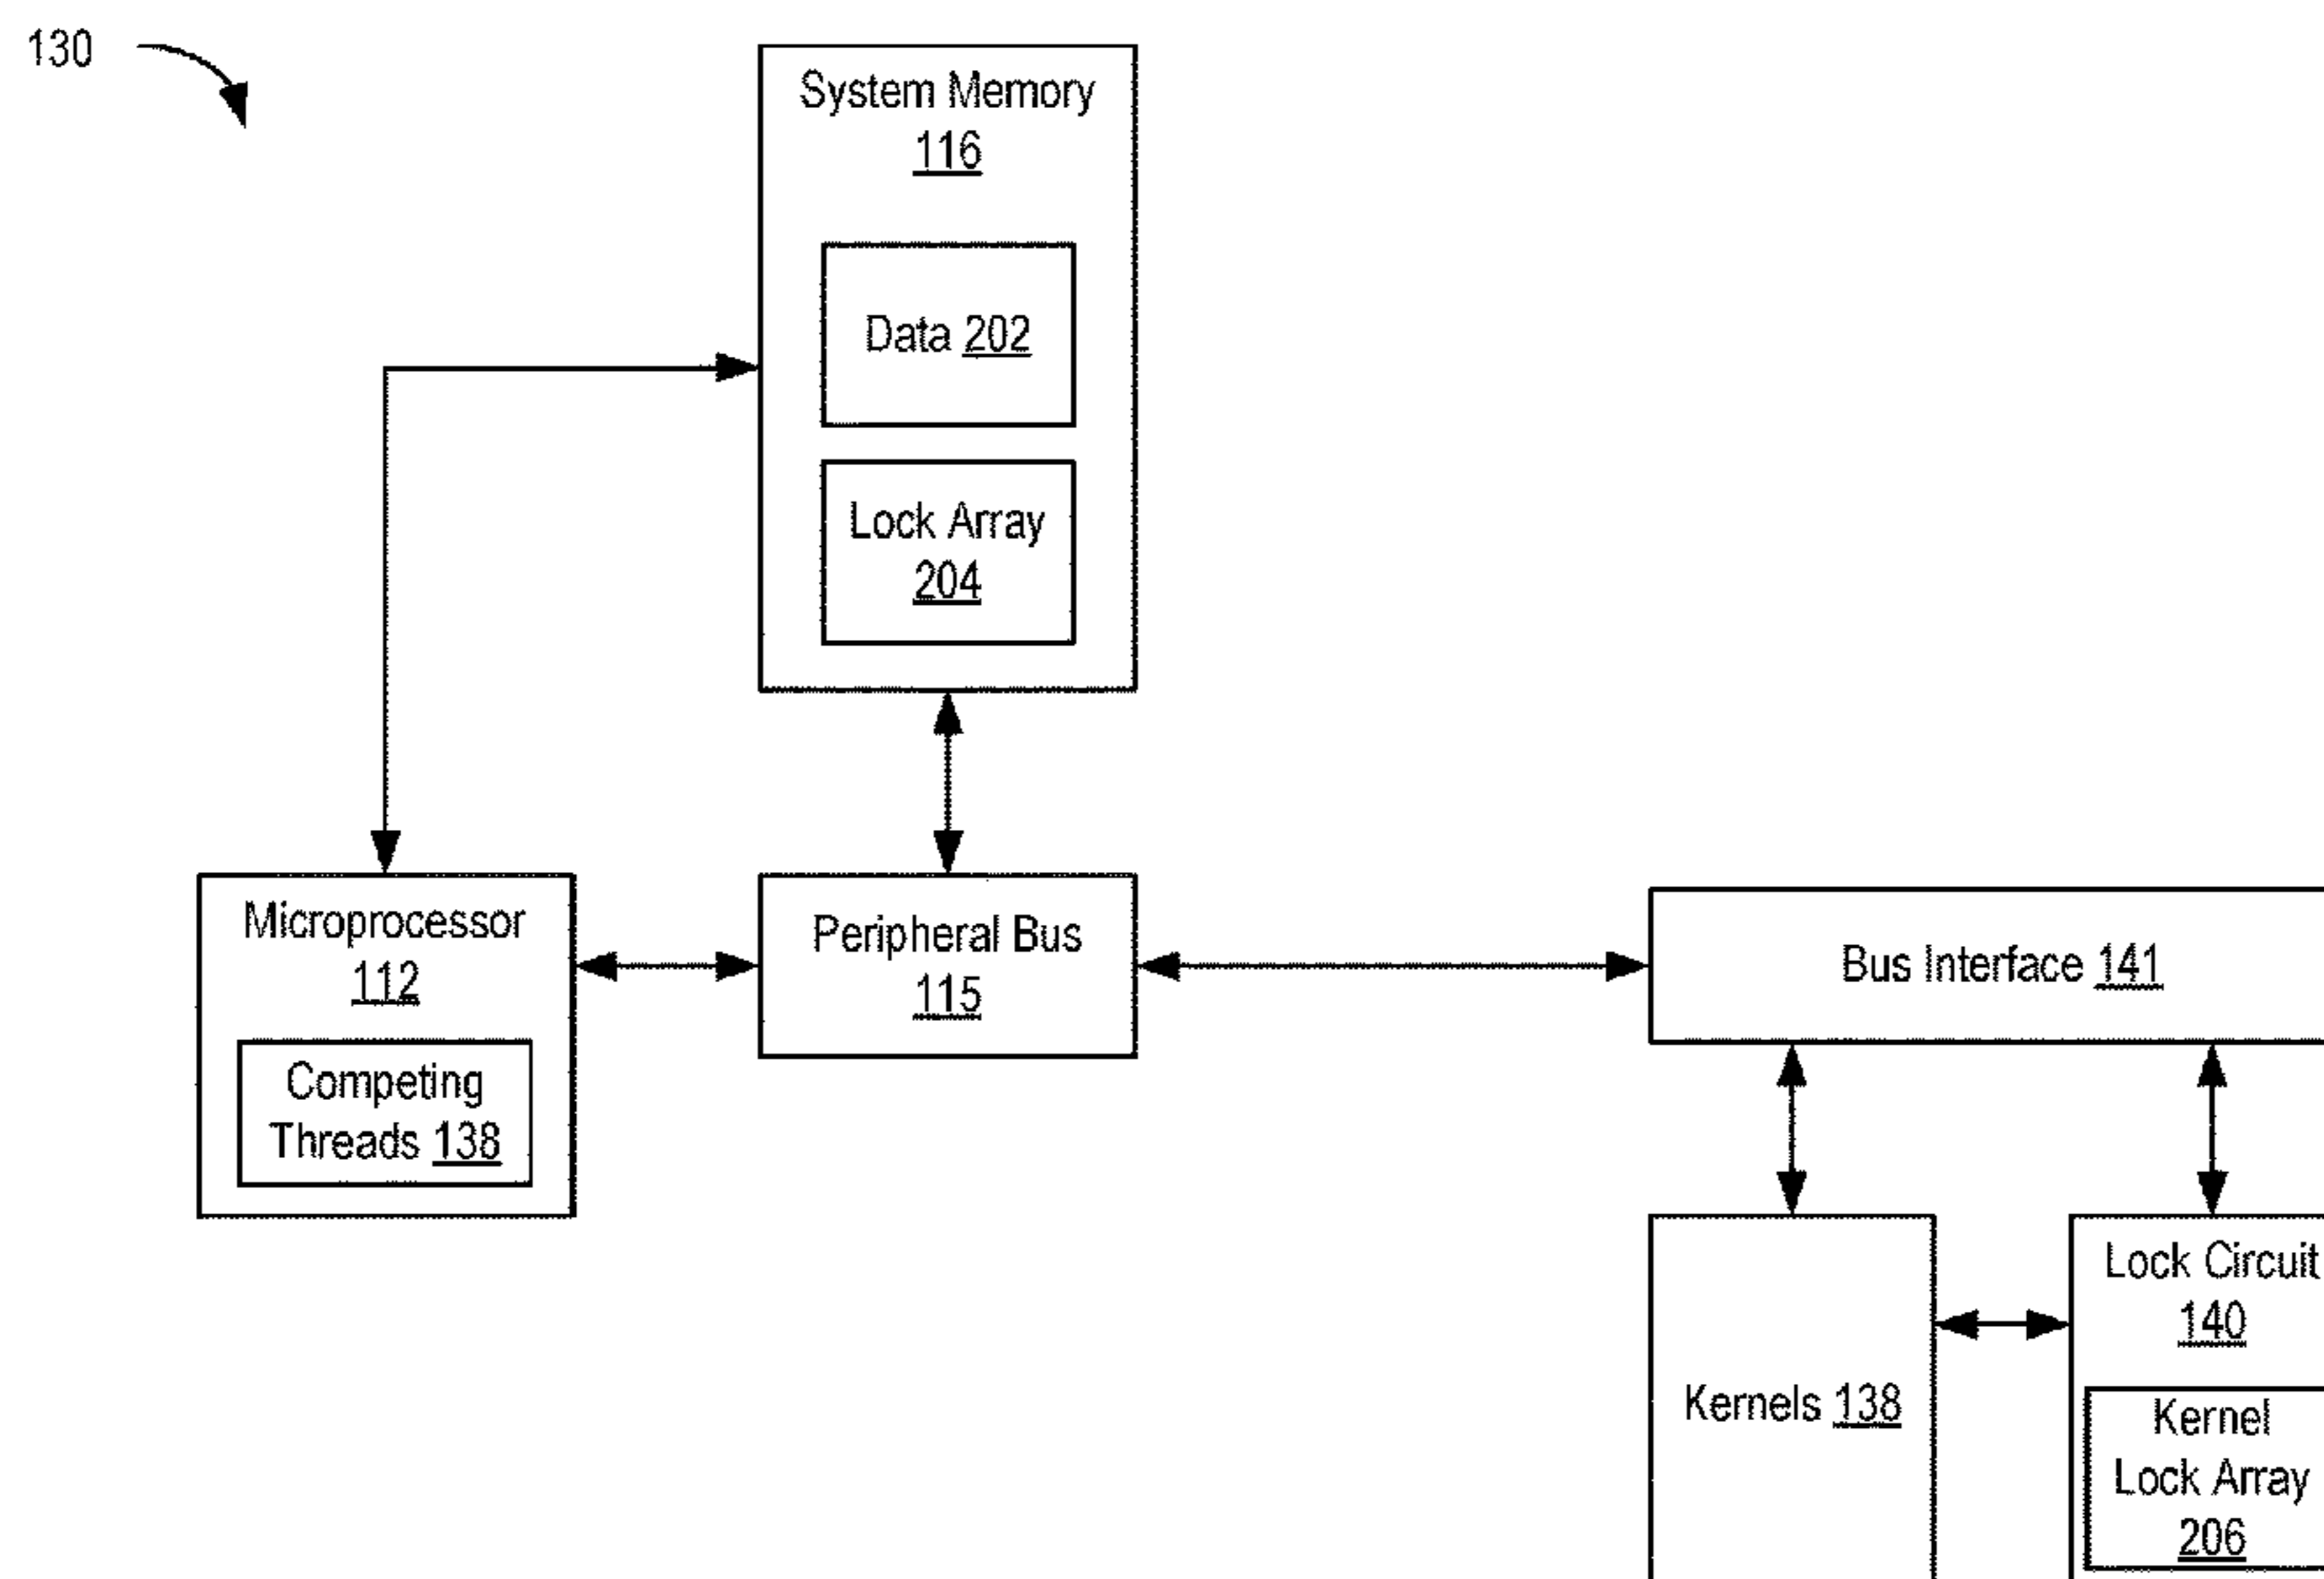 130
System Memory
116
Data 202
Lock Array
204
Microprocessor
112
Competing
Threads 138
Peripheral Bus
115
Bus Interface 141
Kernels 138
Lock Circuit
140
Kernel
Lock Array
206